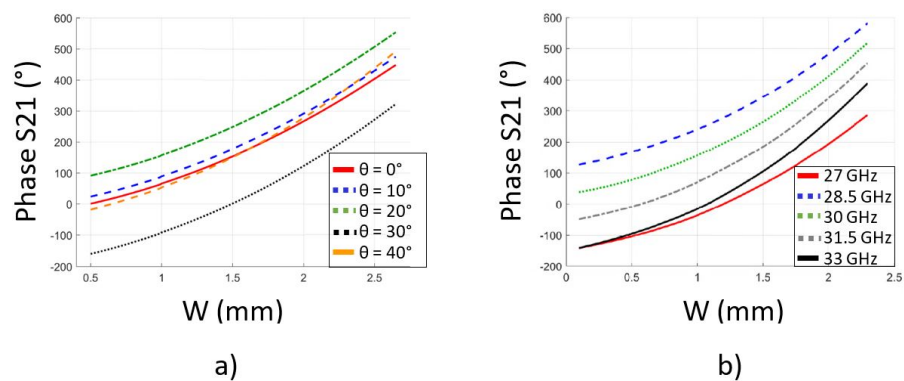 600
500
400
300
200
100
0
-100
-200
Phase S21 (°)
0.5
1
1.5
2
2.5
W (mm)
θ = 0°
θ = 10°
θ = 20°
θ = 30°
θ = 40°
a)
600
500
400
300
200
100
0
-100
-200
Phase S21 (°)
0
0.5
1
1.5
2
2.5
W (mm)
27 GHz
28.5 GHz
30 GHz
31.5 GHz
33 GHz
b)